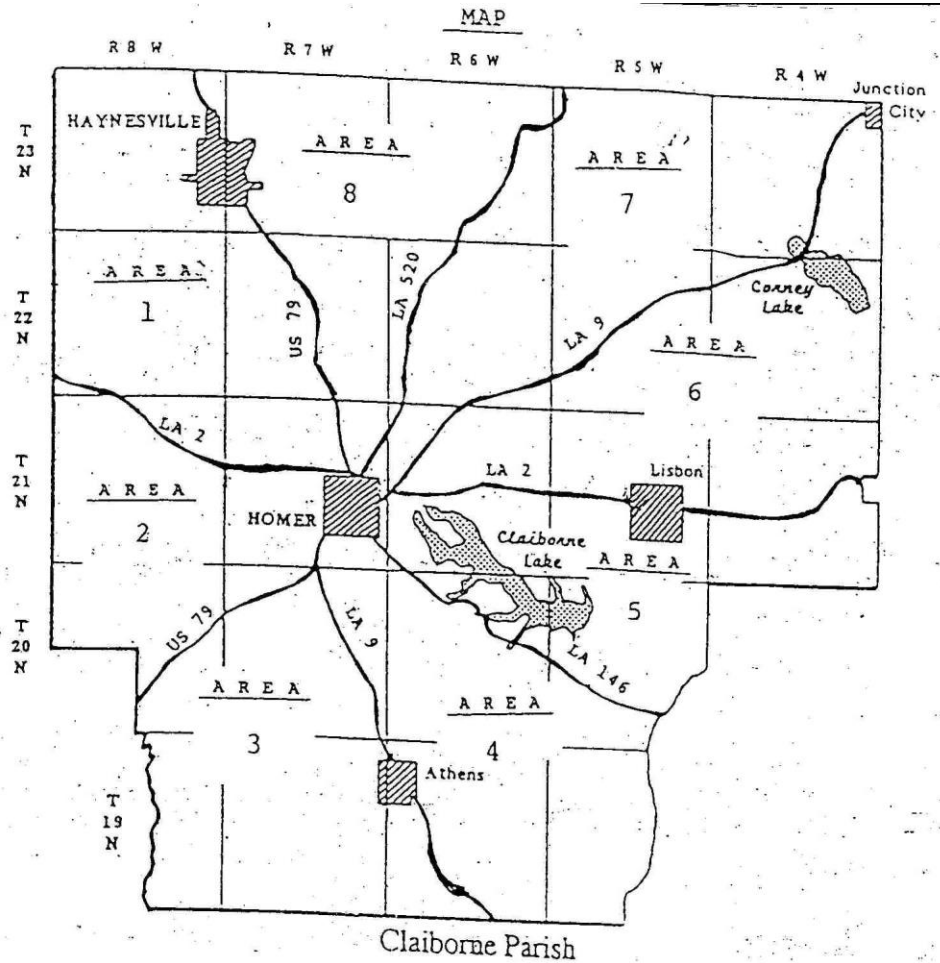 MAP
R 8 W
R 7 W
R 6 W
R 5 W
R 4 W
Junction
City
HAYNESVILLE
T
23
N
AREA
8
AREA
7
AREA
1
T
22
N
US 79
LA 520
LA 9
Corney
Lake
AREA
6
LA 2
T
21
N
AREA
2
HOMER
LA 2
Lisbon
Claiborne
Lake
AREA
5
T
20
N
US 79
LA 9
LA 146
AREA
3
AREA
4
Athens
T
19
N
Claiborne Parish